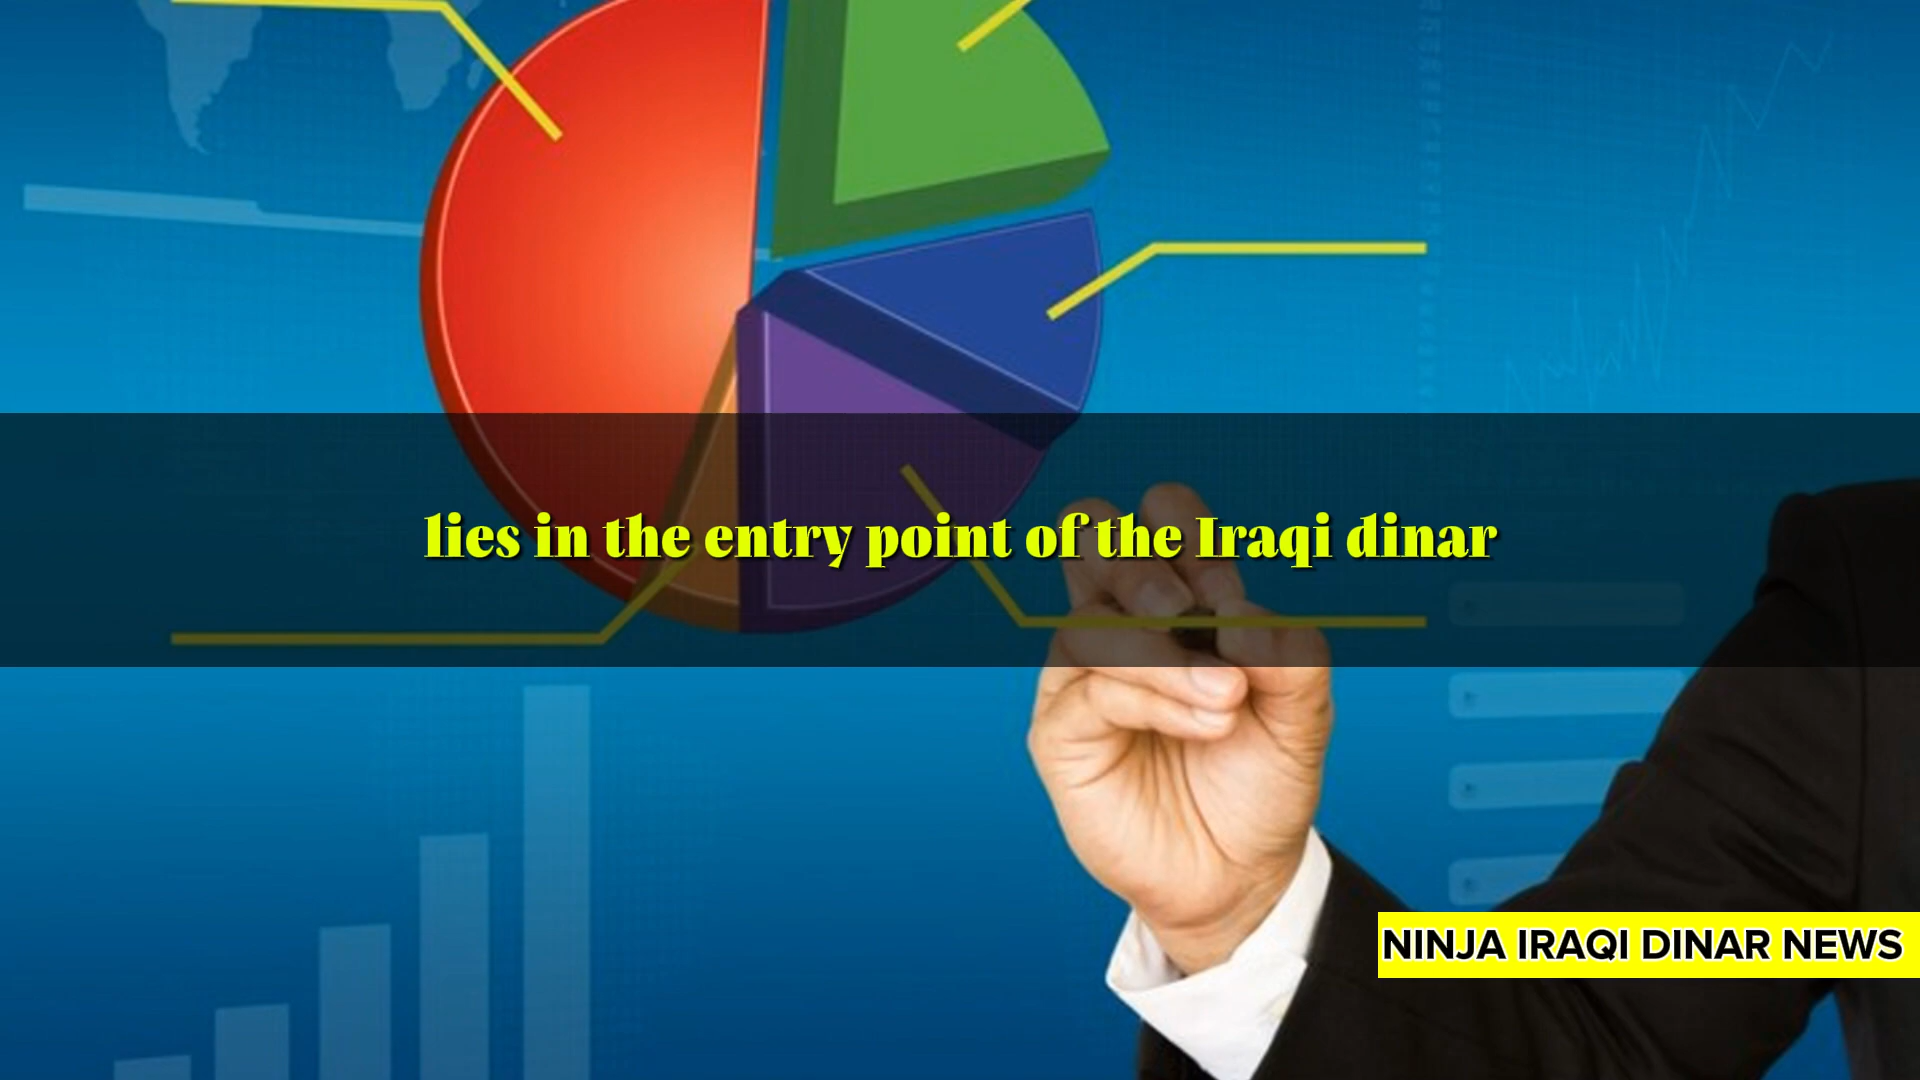 lies in the entry point of the Iraqi dinar
NINJA IRAQI DINAR NEWS